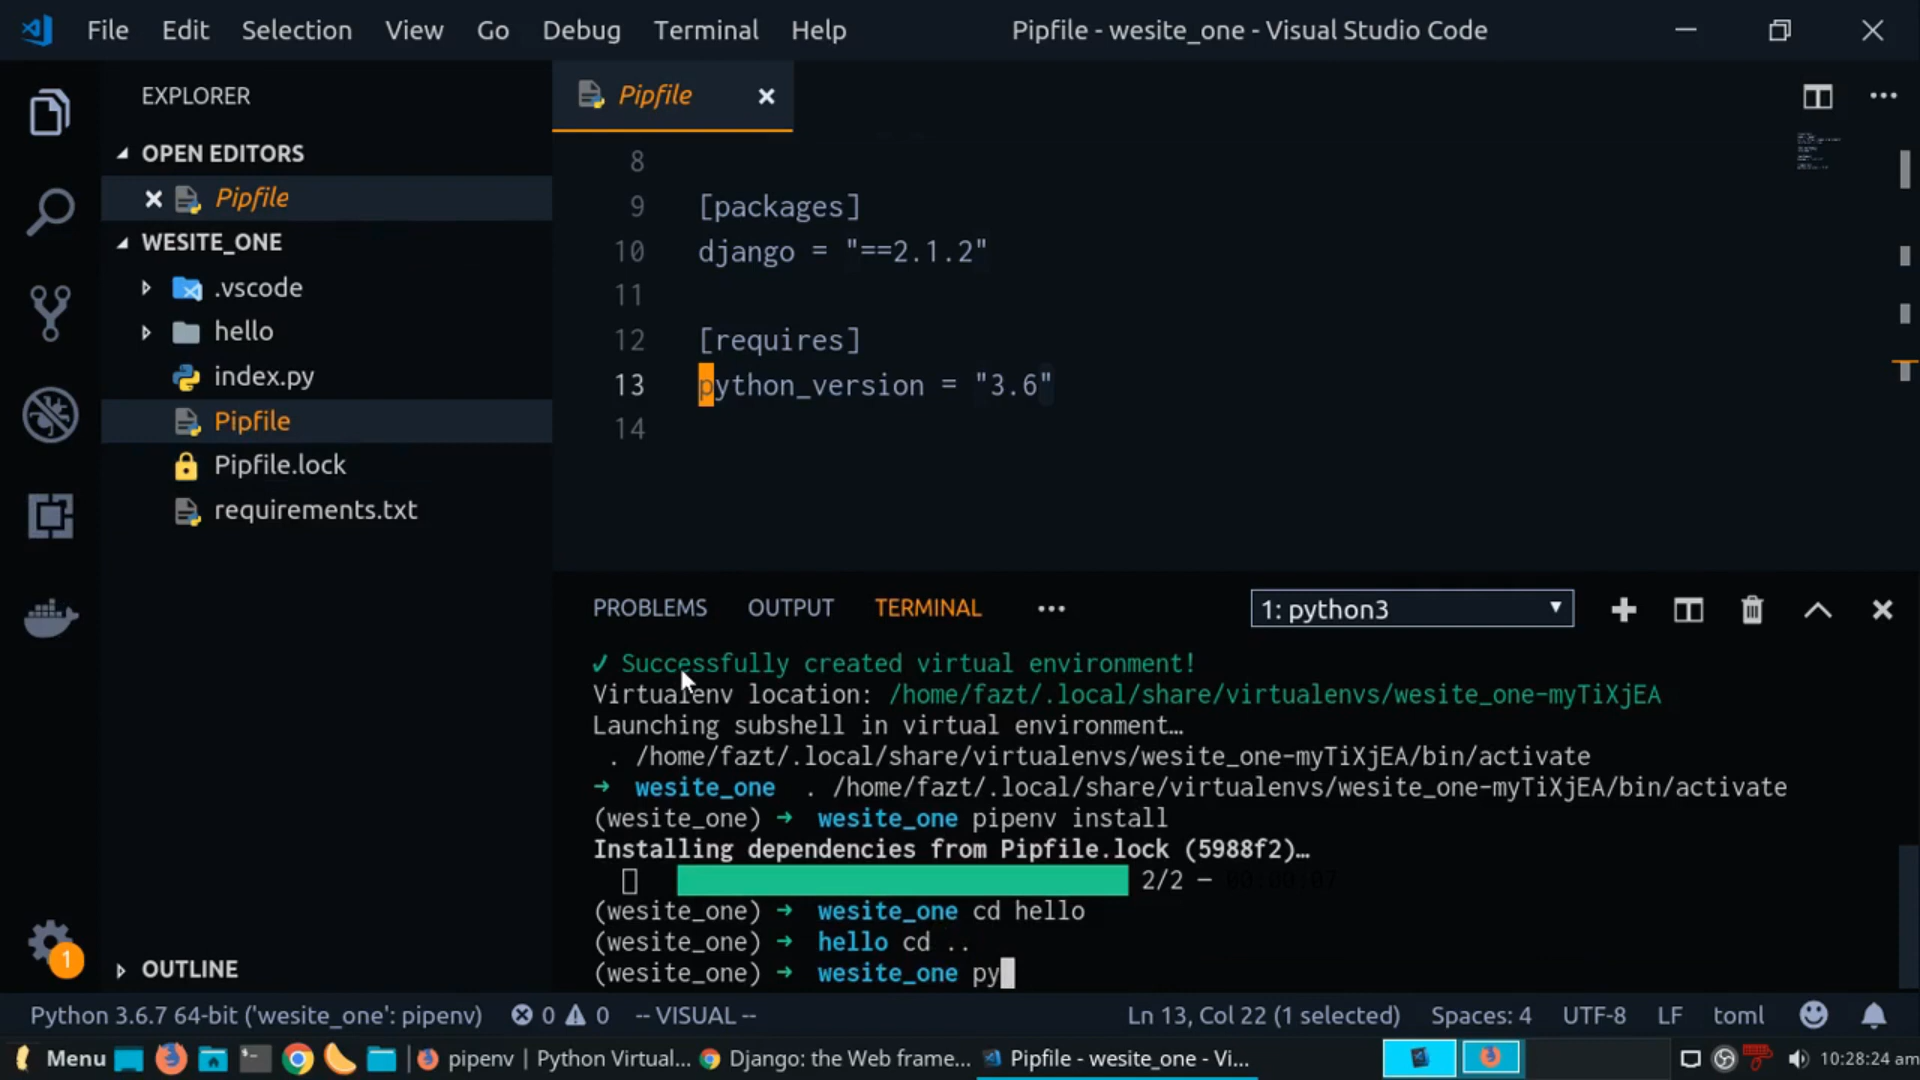 File Edit Selection View Go Debug Terminal Help Pipfile - wesite_one - Visual Studio Code
EXPLORER
OPEN EDITORS
Pipfile
WESITE_ONE
.vscode
hello
index.py
Pipfile
Pipfile.lock
requirements.txt
OUTLINE
1
Pipfile
8
9 [packages]
10 django = "==2.1.2"
11
12 [requires]
13 python_version = "3.6"
14
PROBLEMS OUTPUT TERMINAL 1: python3
✓ Successfully created virtual environment!
Virtualenv location: /home/fazt/.local/share/virtualenvs/wesite_one-myTiXjEA
Launching subshell in virtual environment…
. /home/fazt/.local/share/virtualenvs/wesite_one-myTiXjEA/bin/activate
➜ wesite_one . /home/fazt/.local/share/virtualenvs/wesite_one-myTiXjEA/bin/activate
(wesite_one) ➜ wesite_one pipenv install
Installing dependencies from Pipfile.lock (5988f2)…
2/2 — 00:00:07
(wesite_one) ➜ wesite_one cd hello
(wesite_one) ➜ hello cd ..
(wesite_one) ➜ wesite_one py
Python 3.6.7 64-bit ('wesite_one': pipenv) 0 0 -- VISUAL -- Ln 13, Col 22 (1 selected) Spaces: 4 UTF-8 LF toml
Menu pipenv | Python Virtual... Django: the Web frame... Pipfile - wesite_one - Vi... 10:28:24 am